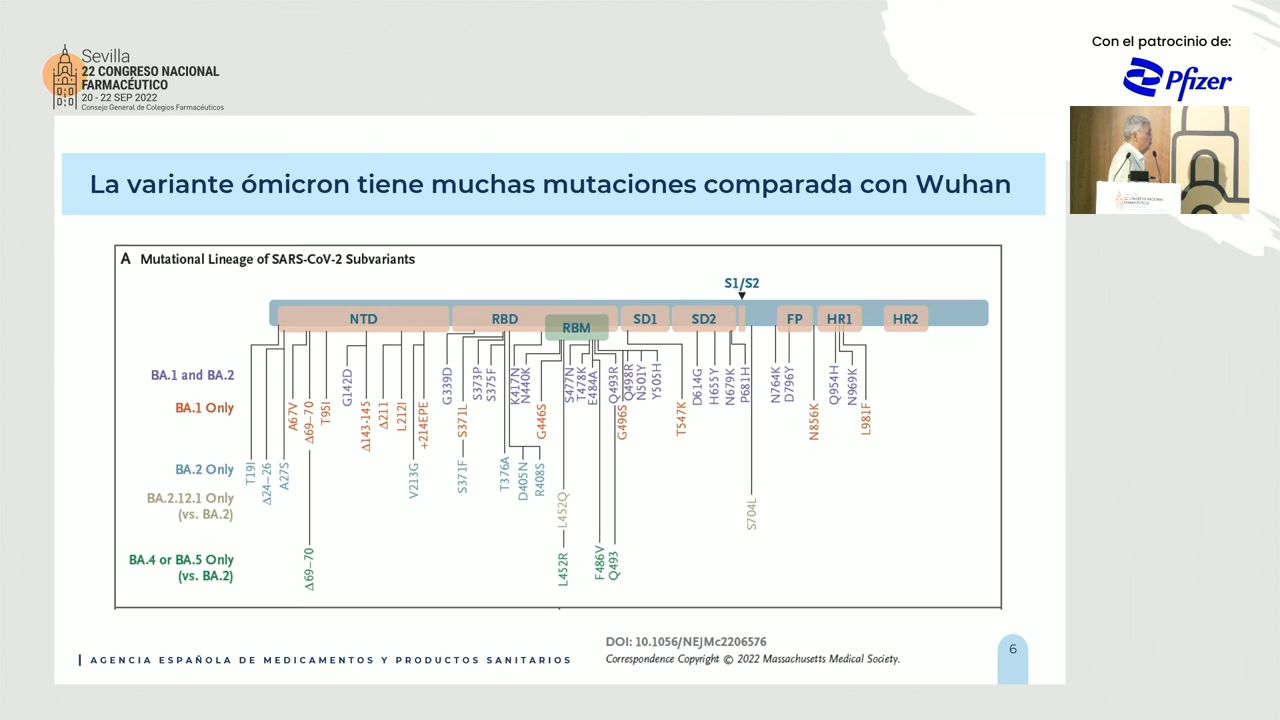 Sevilla
22 CONGRESO NACIONAL
FARMACÉUTICO
20 - 22 SEP 2022
Consejo General de Colegios Farmacéuticos
Con el patrocinio de:
Pfizer
La variante ómicron tiene muchas mutaciones comparada con Wuhan
A Mutational Lineage of SARS-CoV-2 Subvariants
S1/S2
NTD RBD RBM SD1 SD2 FP HR1 HR2
BA.1 and BA.2
G142D G339D S373P S375F K417N N440K S477N T478K E484A Q493R Q498R N501Y Y505H D614G H655Y N679K P681H N764K D796Y Q954H N969K
BA.1 Only
A67V Δ69–70 T95I Δ143-145 Δ211 L212I +214EPE S371L G446S G496S T547K N856K L981F
BA.2 Only
T19I Δ24–26 A27S V213G S371F T376A D405N R408S
BA.2.12.1 Only
(vs. BA.2)
L452Q S704L
BA.4 or BA.5 Only
(vs. BA.2)
Δ69–70 L452R F486V Q493
DOI: 10.1056/NEJMc2206576
Correspondence Copyright © 2022 Massachusetts Medical Society.
AGENCIA ESPAÑOLA DE MEDICAMENTOS Y PRODUCTOS SANITARIOS
6